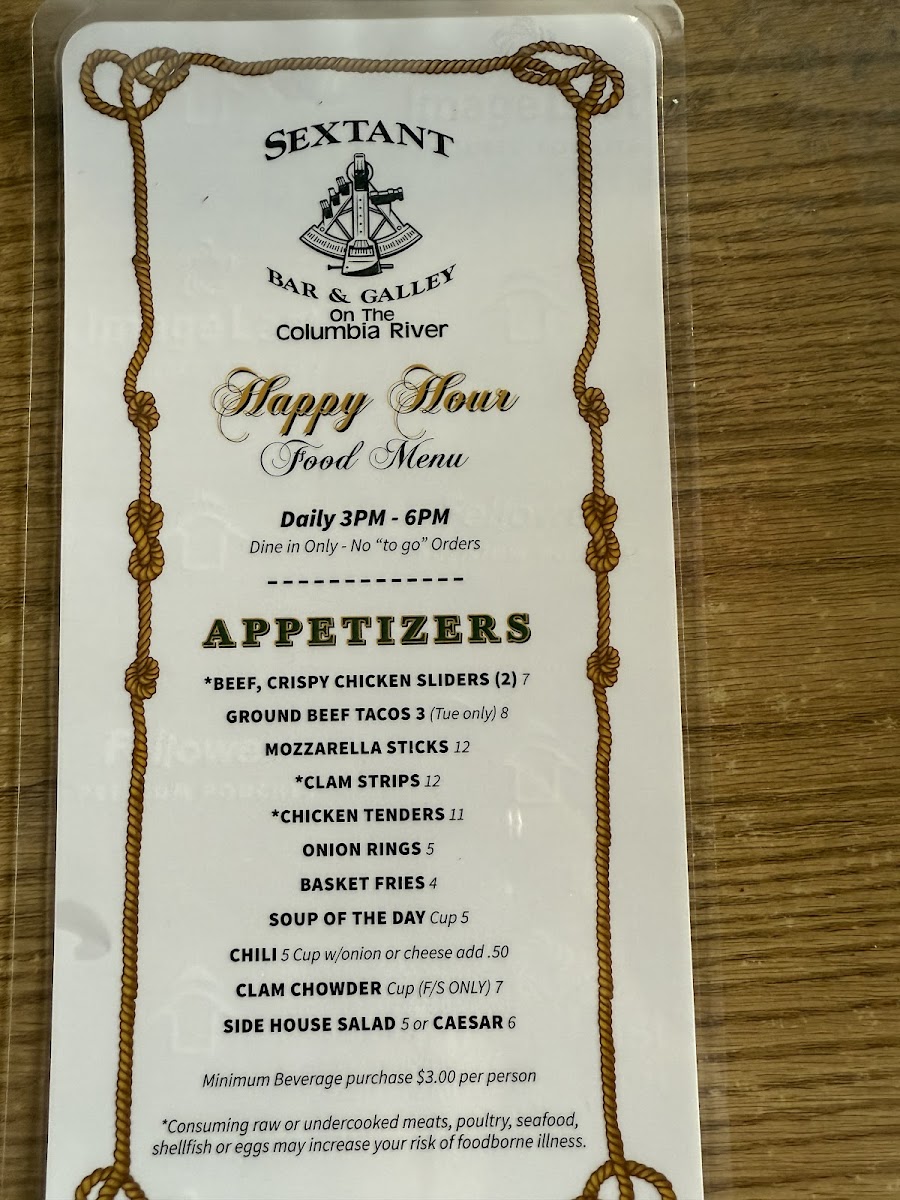 SEXTANT
BAR & GALLEY
On The
Columbia River
Happy Hour
Food Menu
Daily 3PM - 6PM
Dine in Only - No “to go” Orders
APPETIZERS
*BEEF, CRISPY CHICKEN SLIDERS (2) 7
GROUND BEEF TACOS 3 (Tue only) 8
MOZZARELLA STICKS 12
*CLAM STRIPS 12
*CHICKEN TENDERS 11
ONION RINGS 5
BASKET FRIES 4
SOUP OF THE DAY Cup 5
CHILI 5 Cup w/onion or cheese add .50
CLAM CHOWDER Cup (F/S ONLY) 7
SIDE HOUSE SALAD 5 or CAESAR 6
Minimum Beverage purchase $3.00 per person
*Consuming raw or undercooked meats, poultry, seafood,
shellfish or eggs may increase your risk of foodborne illness.